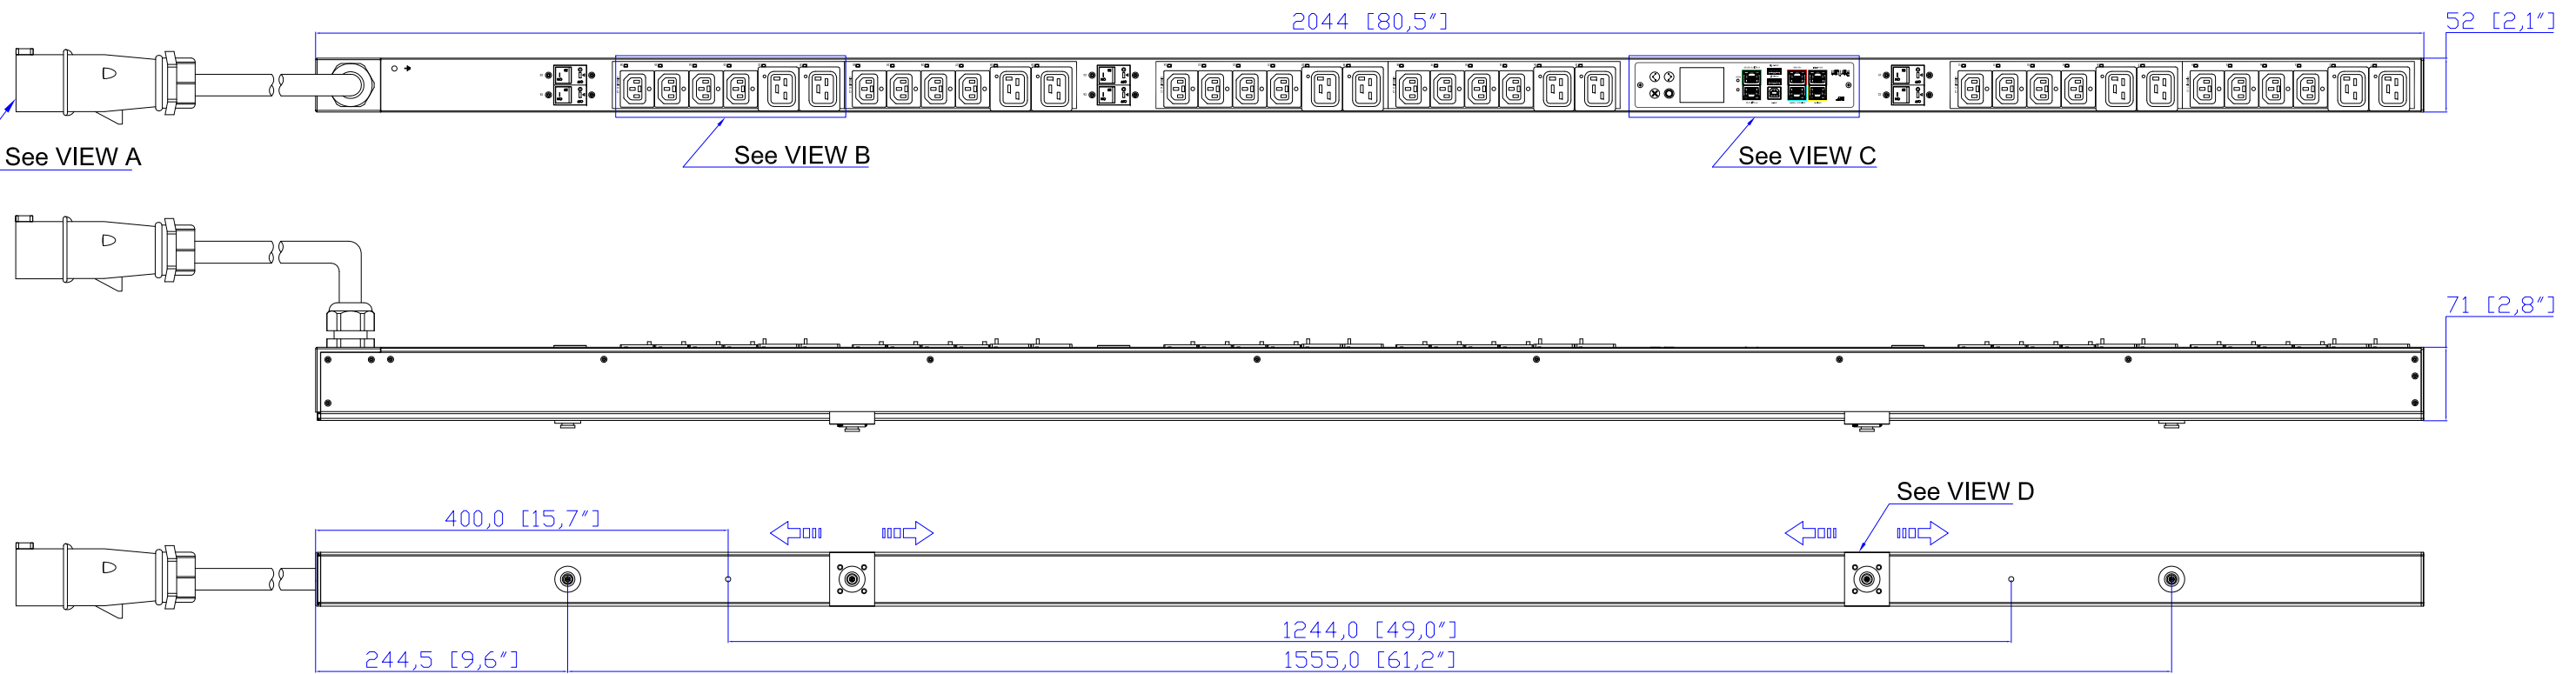 2044 [80,5"]
52 [2,1"]
See VIEW A
See VIEW B
See VIEW C
71 [2,8"]
See VIEW D
400,0 [15,7"]
1244,0 [49,0"]
244,5 [9,6"]
1555,0 [61,2"]